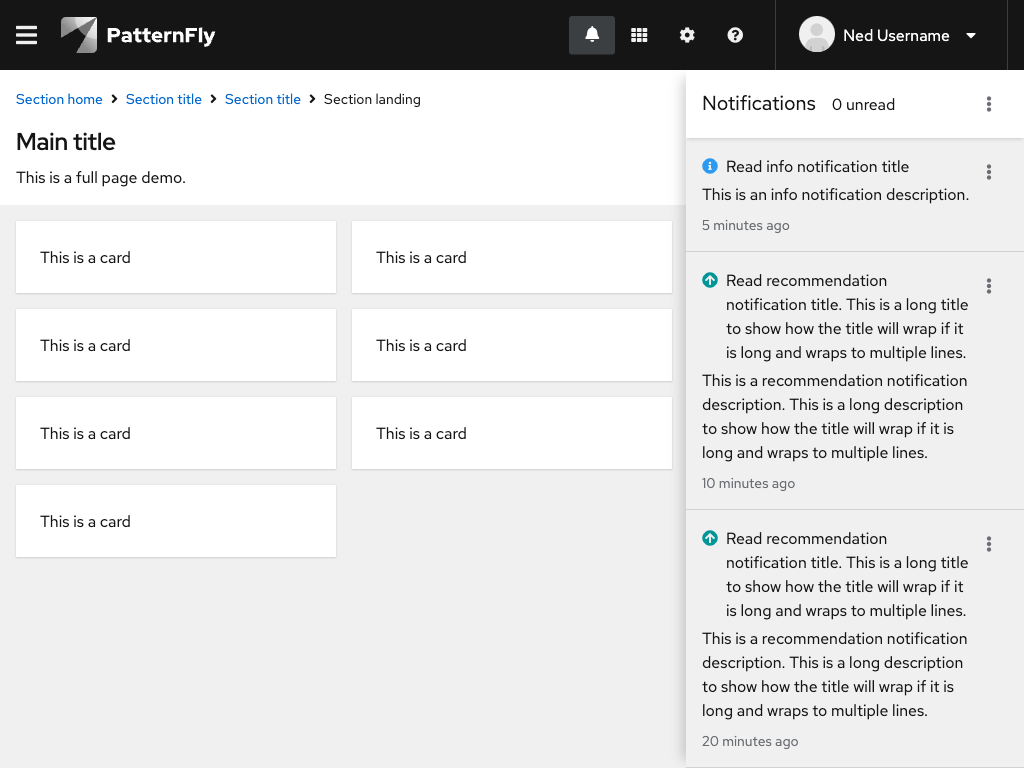 PatternFly
Ned Username
Section home
Section title
Section title
Section landing
Main title
This is a full page demo.
This is a card
This is a card
This is a card
This is a card
This is a card
This is a card
This is a card
Notifications
0 unread
Read info notification title
This is an info notification description.
5 minutes ago
Read recommendation
notification title. This is a long title
to show how the title will wrap if it
is long and wraps to multiple lines.
This is a recommendation notification
description. This is a long description
to show how the title will wrap if it is
long and wraps to multiple lines.
10 minutes ago
Read recommendation
notification title. This is a long title
to show how the title will wrap if it
is long and wraps to multiple lines.
This is a recommendation notification
description. This is a long description
to show how the title will wrap if it is
long and wraps to multiple lines.
20 minutes ago